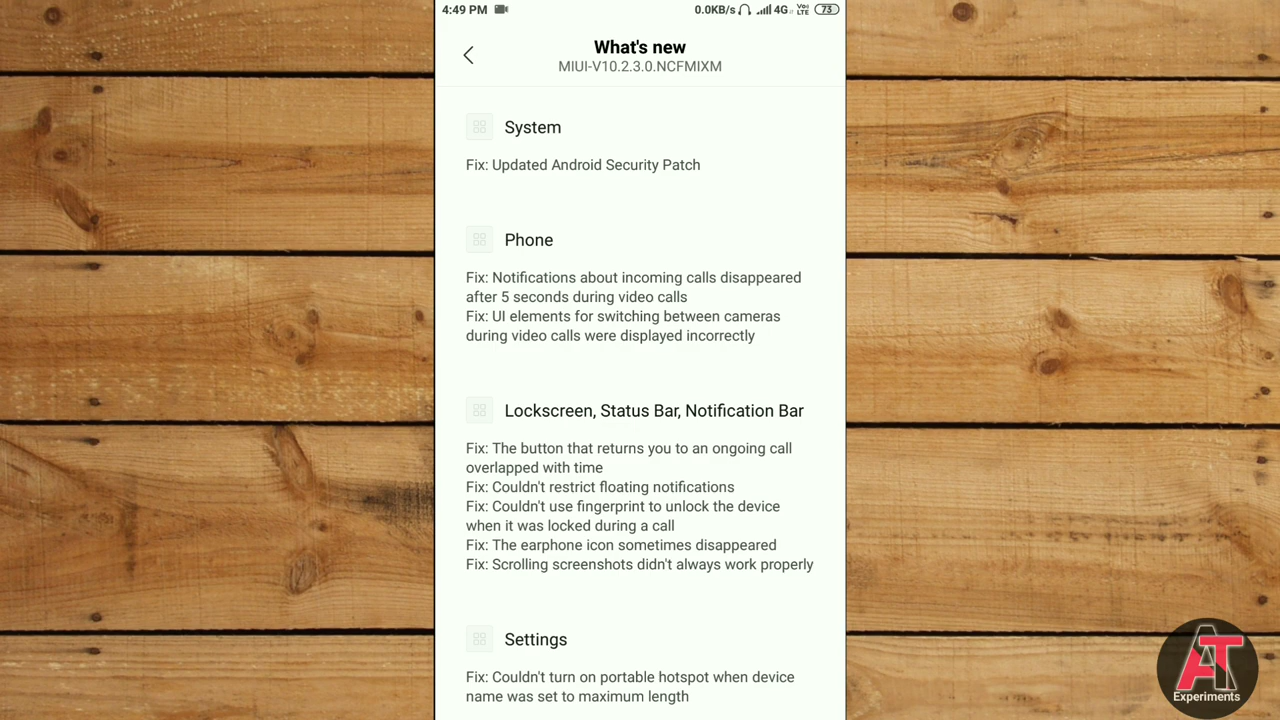 4:49 PM
0.0KB/s 4G Vo LTE 73
What's new
MIUI-V10.2.3.0.NCFMIXM
System
Fix: Updated Android Security Patch
Phone
Fix: Notifications about incoming calls disappeared
after 5 seconds during video calls
Fix: UI elements for switching between cameras
during video calls were displayed incorrectly
Lockscreen, Status Bar, Notification Bar
Fix: The button that returns you to an ongoing call
overlapped with time
Fix: Couldn't restrict floating notifications
Fix: Couldn't use fingerprint to unlock the device
when it was locked during a call
Fix: The earphone icon sometimes disappeared
Fix: Scrolling screenshots didn't always work properly
Settings
Fix: Couldn't turn on portable hotspot when device
name was set to maximum length
AT
Experiments